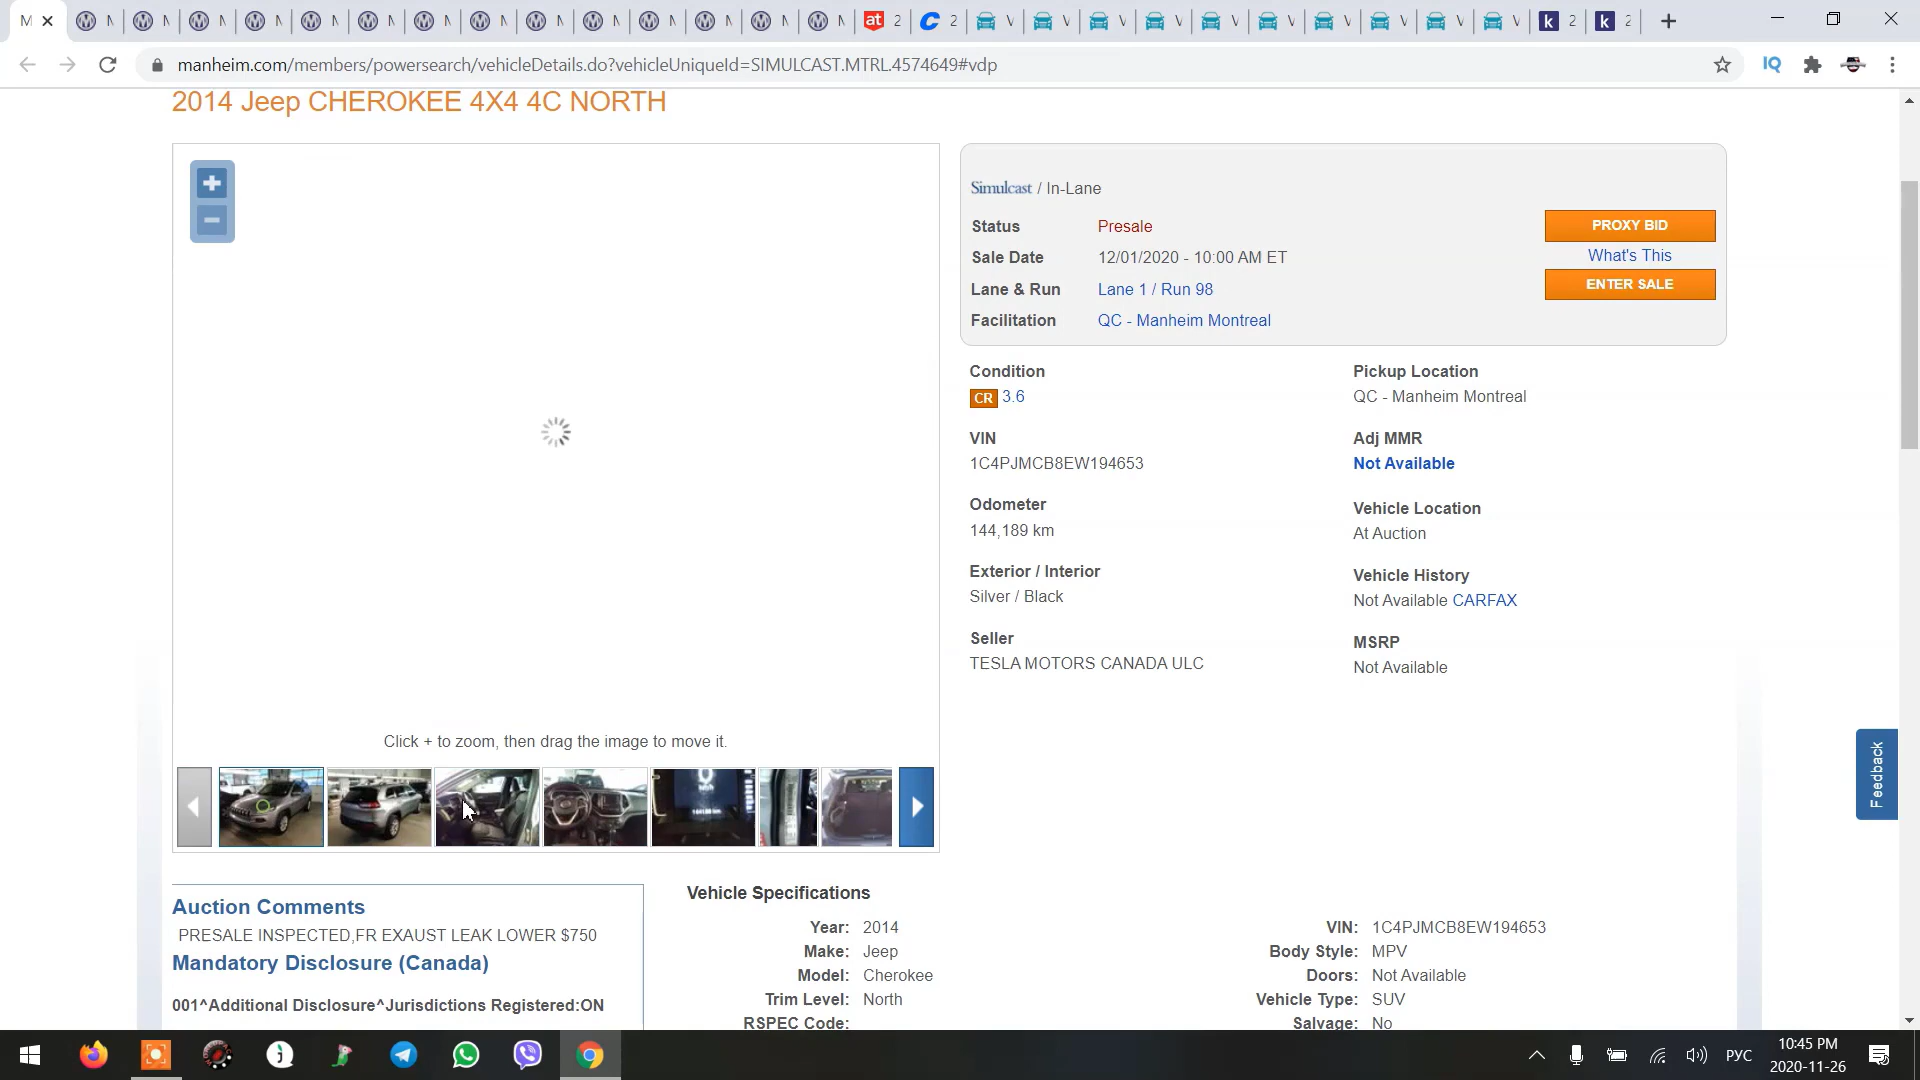 manheim.com/members/powersearch/vehicleDetails.do?vehicleUniqueId=SIMULCAST.MTRL.4574649#vdp
2014 Jeep CHEROKEE 4X4 4C NORTH
Simulcast / In-Lane
Status Presale
PROXY BID
What's This
Sale Date 12/01/2020 - 10:00 AM ET
ENTER SALE
Lane & Run Lane 1 / Run 98
Facilitation QC - Manheim Montreal
Condition
CR 3.6
Pickup Location
QC - Manheim Montreal
VIN
1C4PJMCB8EW194653
Adj MMR
Not Available
Odometer
144,189 km
Vehicle Location
At Auction
Exterior / Interior
Silver / Black
Vehicle History
Not Available CARFAX
Seller
TESLA MOTORS CANADA ULC
MSRP
Not Available
Click + to zoom, then drag the image to move it.
Feedback
Auction Comments
PRESALE INSPECTED,FR EXAUST LEAK LOWER $750
Mandatory Disclosure (Canada)
001^Additional Disclosure^Jurisdictions Registered:ON
Vehicle Specifications
Year: 2014
Make: Jeep
Model: Cherokee
Trim Level: North
RSPEC Code:
VIN: 1C4PJMCB8EW194653
Body Style: MPV
Doors: Not Available
Vehicle Type: SUV
Salvage: No
РУС
10:45 PM
2020-11-26